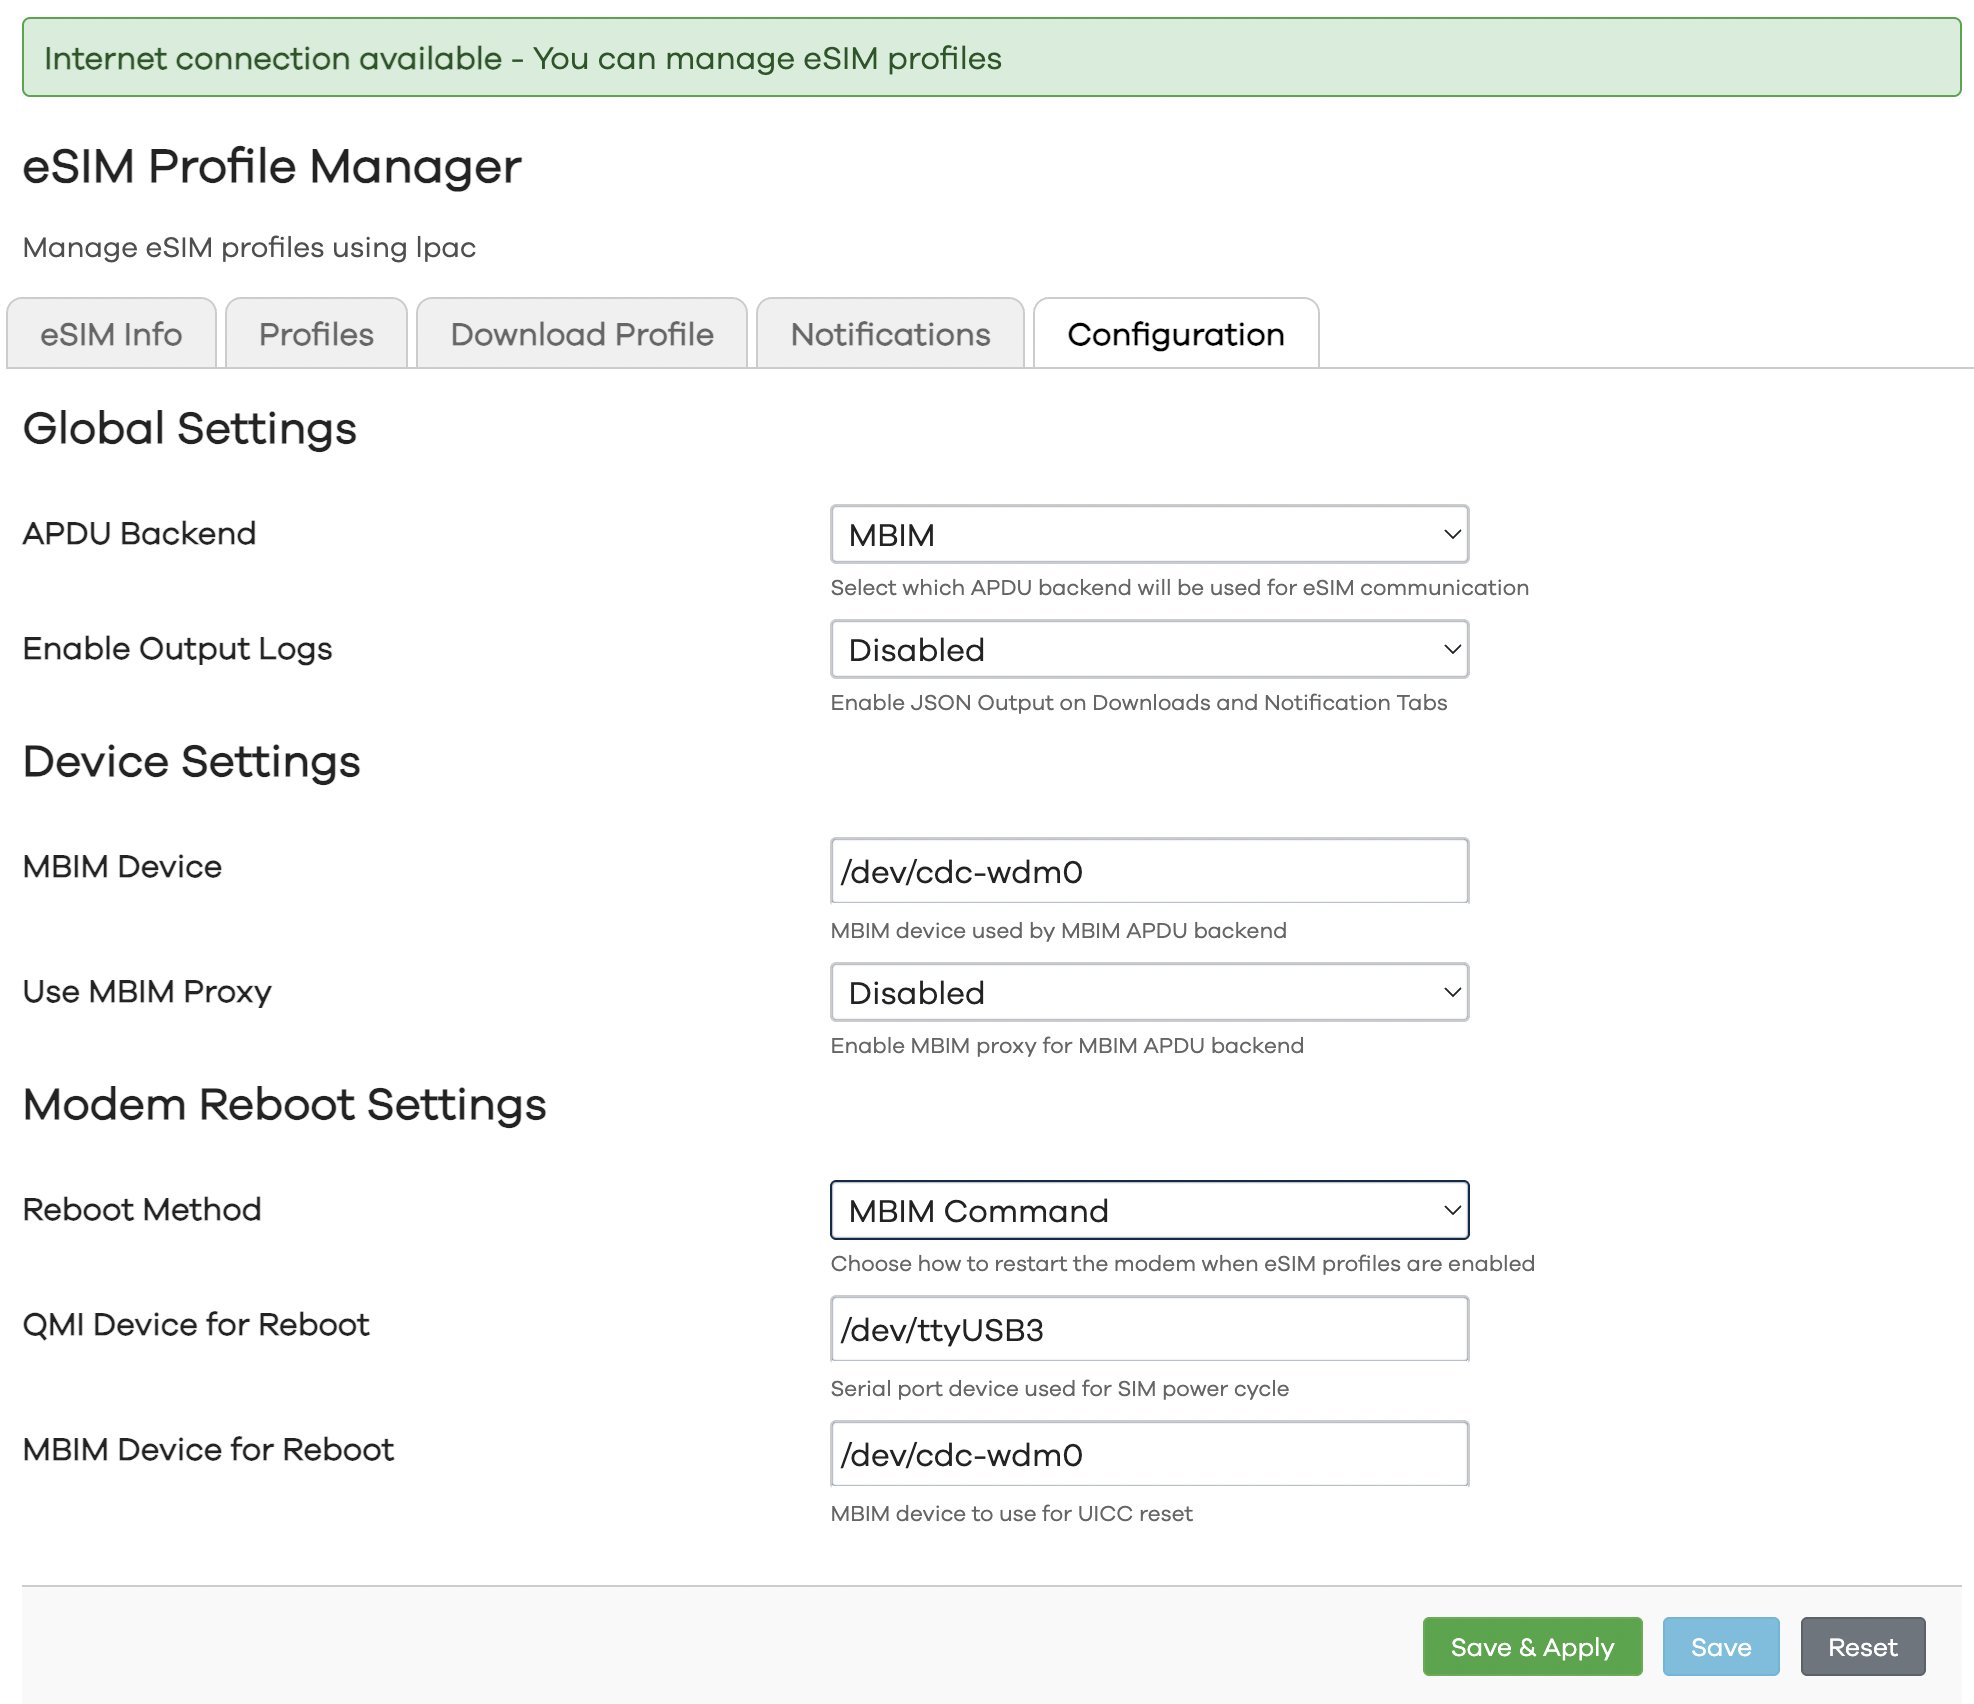 Internet connection available - You can manage eSIM profiles
eSIM Profile Manager
Manage eSIM profiles using lpac
eSIM Info
Profiles
Download Profile
Notifications
Configuration
Global Settings
APDU Backend
MBIM
Select which APDU backend will be used for eSIM communication
Enable Output Logs
Disabled
Enable JSON Output on Downloads and Notification Tabs
Device Settings
MBIM Device
/dev/cdc-wdm0
MBIM device used by MBIM APDU backend
Use MBIM Proxy
Disabled
Enable MBIM proxy for MBIM APDU backend
Modem Reboot Settings
Reboot Method
MBIM Command
Choose how to restart the modem when eSIM profiles are enabled
QMI Device for Reboot
/dev/ttyUSB3
Serial port device used for SIM power cycle
MBIM Device for Reboot
/dev/cdc-wdm0
MBIM device to use for UICC reset
Save & Apply
Save
Reset